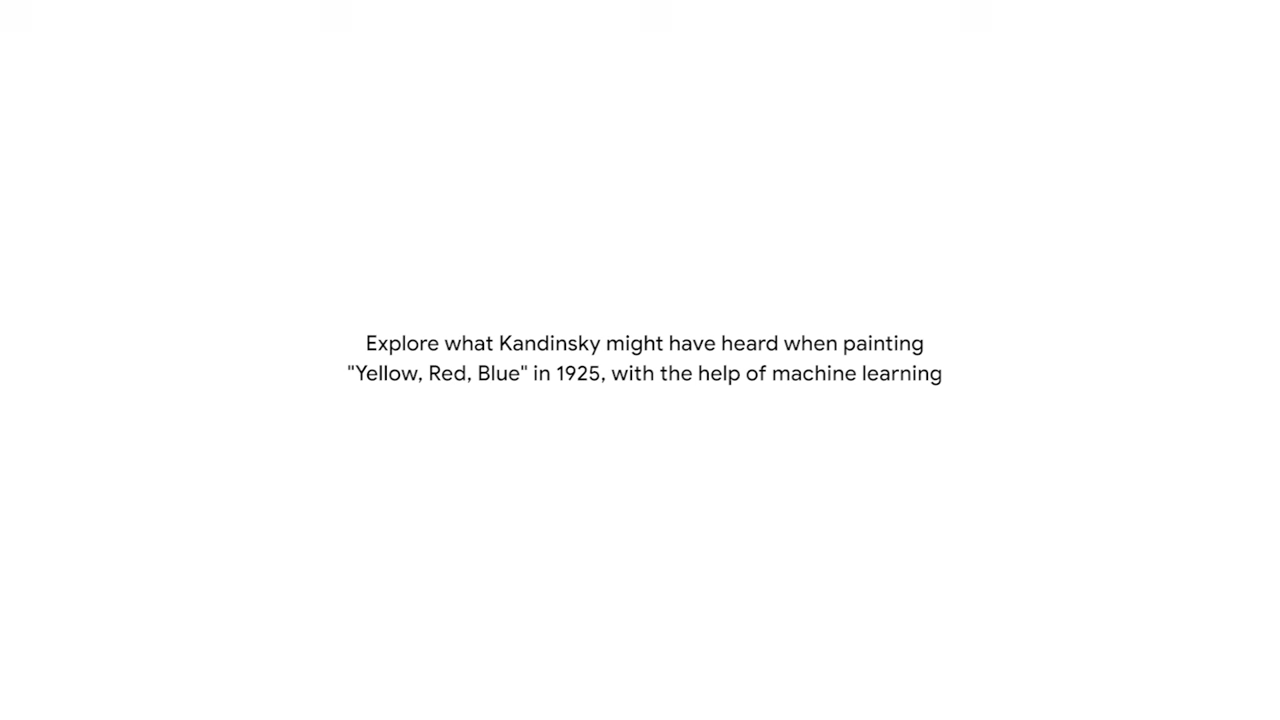 Explore what Kandinsky might have heard when painting
"Yellow, Red, Blue" in 1925, with the help of machine learning